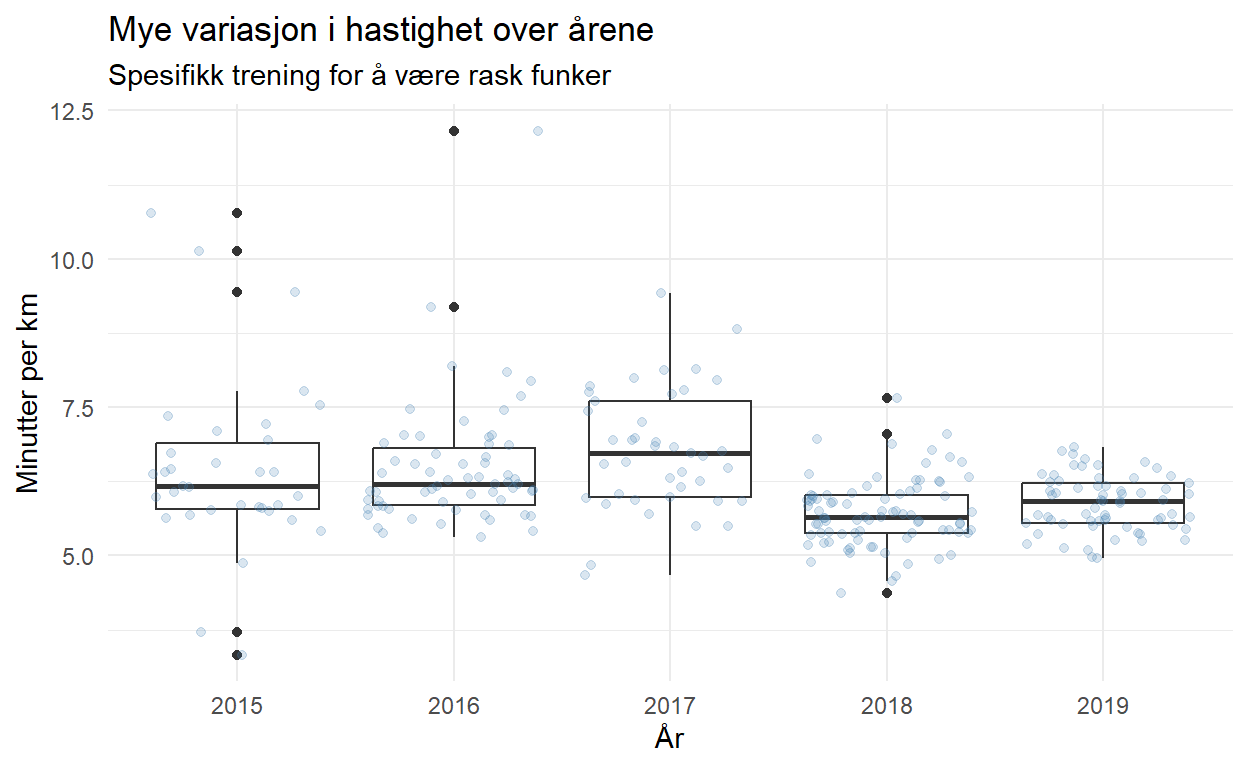 Mye variasjon i hastighet over årene
Spesifikk trening for å være rask funker
12.5
10.0
7.5
5.0
Minutter per km
2015 2016 2017 2018 2019
År